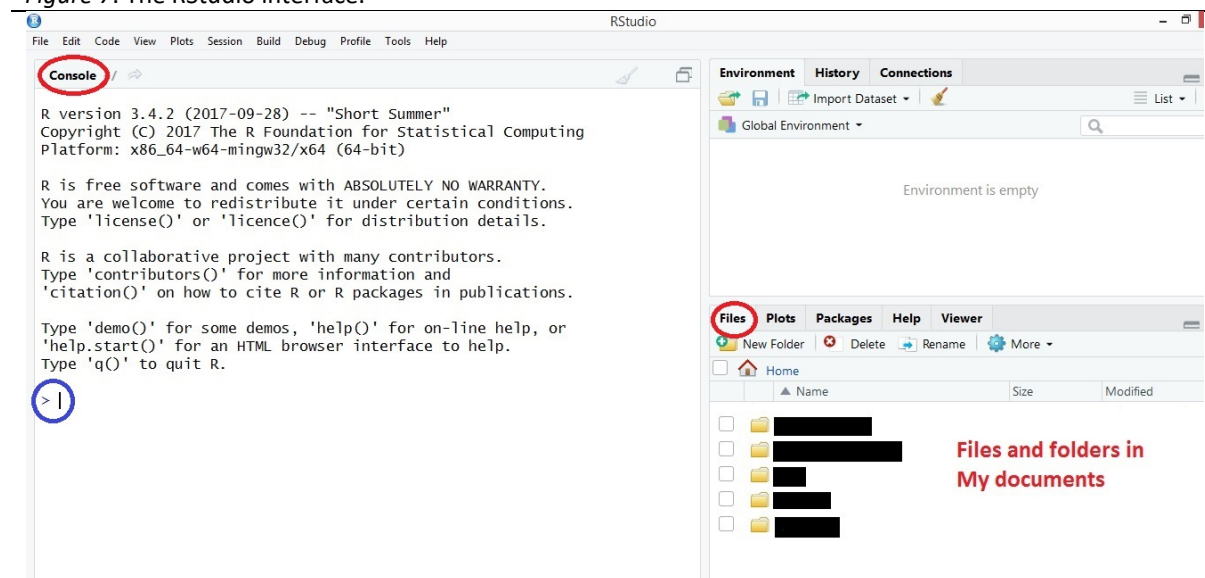 RStudio
File Edit Code View Plots Session Build Debug Profile Tools Help
Console /
R version 3.4.2 (2017-09-28) -- "Short Summer"
Copyright (C) 2017 The R Foundation for Statistical Computing
Platform: x86_64-w64-mingw32/x64 (64-bit)
R is free software and comes with ABSOLUTELY NO WARRANTY.
You are welcome to redistribute it under certain conditions.
Type 'license()' or 'licence()' for distribution details.
R is a collaborative project with many contributors.
Type 'contributors()' for more information and
'citation()' on how to cite R or R packages in publications.
Type 'demo()' for some demos, 'help()' for on-line help, or
'help.start()' for an HTML browser interface to help.
Type 'q()' to quit R.
>
Environment History Connections
Import Dataset List
Global Environment
Environment is empty
Files Plots Packages Help Viewer
New Folder Delete Rename More
Home
Name Size Modified
Files and folders in
My documents